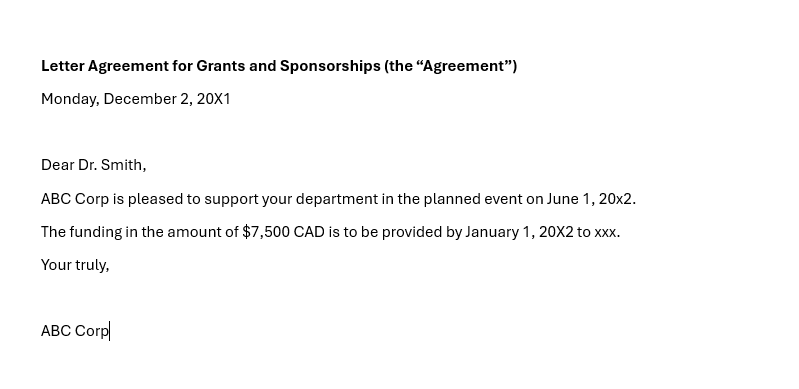 Letter Agreement for Grants and Sponsorships (the “Agreement”)
Monday, December 2, 20X1
Dear Dr. Smith,
ABC Corp is pleased to support your department in the planned event on June 1, 20x2.
The funding in the amount of $7,500 CAD is to be provided by January 1, 20X2 to xxx.
Your truly,
ABC Corp